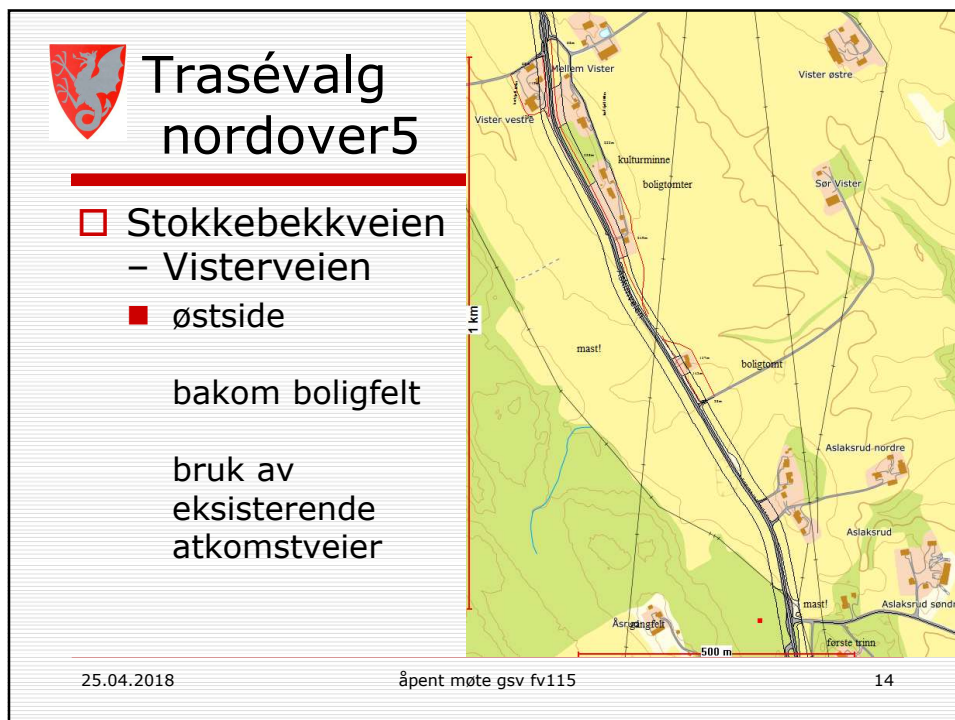 Trasévalg
nordover5
Stokkebekkveien
– Visterveien
østside
bakom boligfelt
bruk av
eksisterende
atkomstveier
Mellem Vister
Vister østre
Vister vestre
kulturminne
boligtomter
Sør Vister
1 km
mast!
boligtomt
Aslaksrud nordre
Aslaksrud
mast!
Aslaksrud søndr
gangfelt
første trinn
500 m
25.04.2018
åpent møte gsv fv115
14